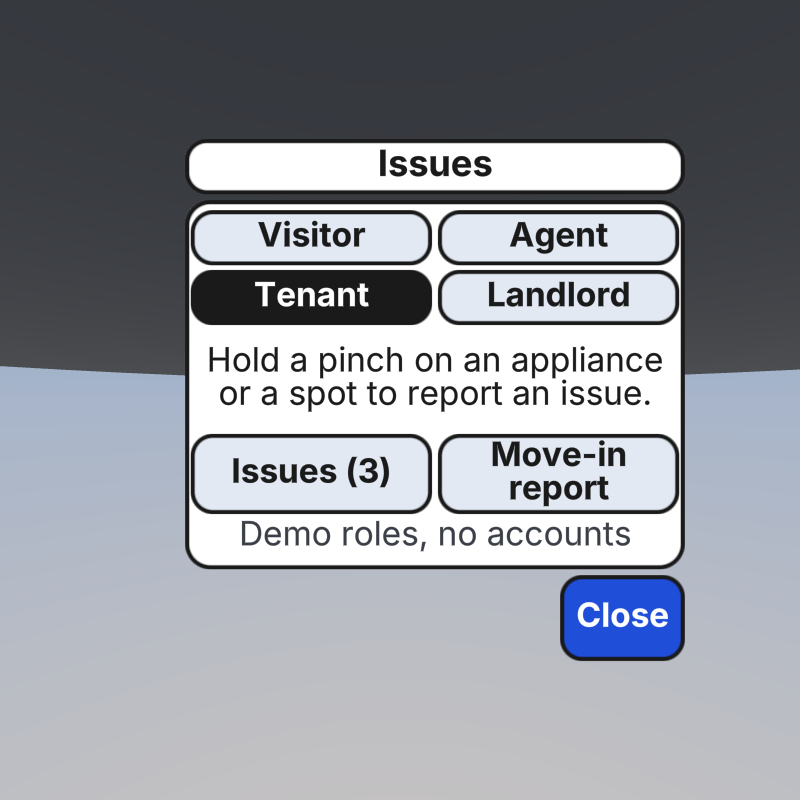 Issues
Visitor
Agent
Tenant
Landlord
Hold a pinch on an appliance
or a spot to report an issue.
Issues (3)
Move-in
report
Demo roles, no accounts
Close